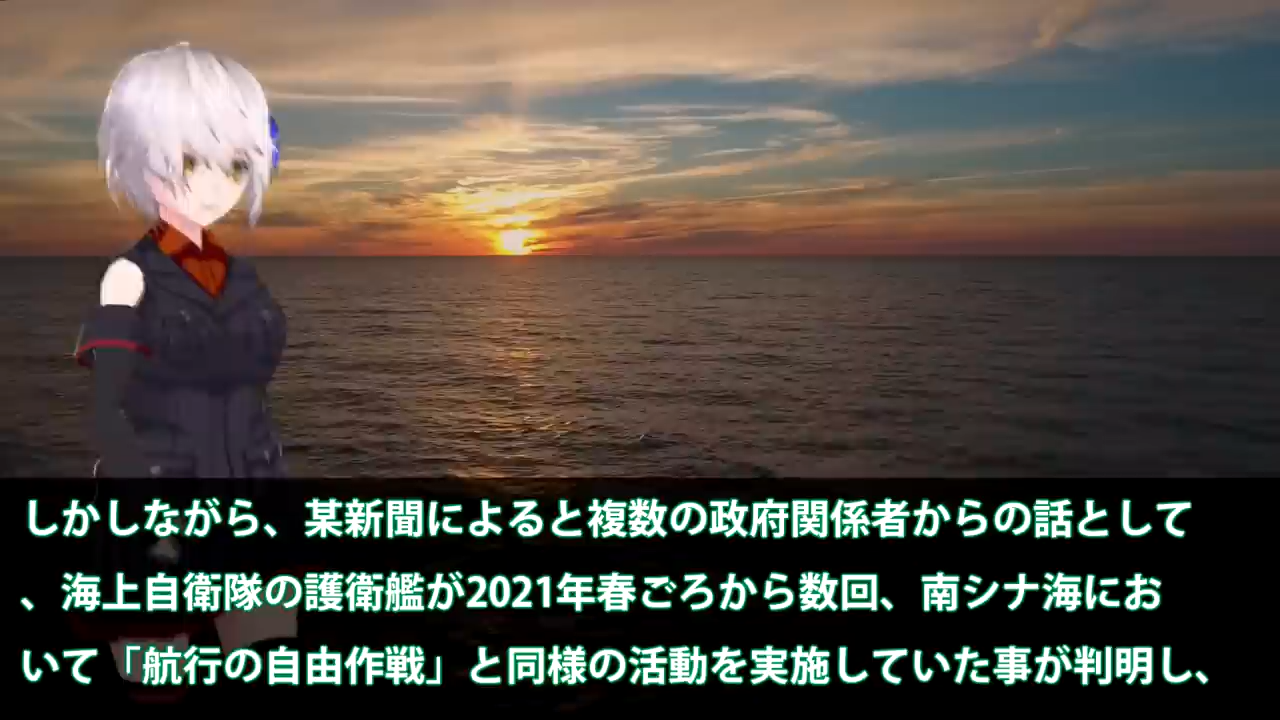 しかしながら、某新聞によると複数の政府関係者からの話として
、海上自衛隊の護衛艦が2021年春ごろから数回、南シナ海にお
いて「航行の自由作戦」と同様の活動を実施していた事が判明し、